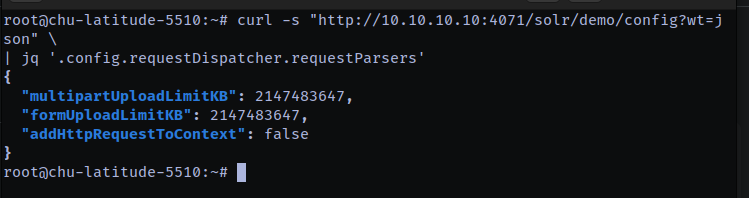 root@chu-latitude-5510:~# curl -s "http://10.10.10.10:4071/solr/demo/config?wt=j
son" \
| jq '.config.requestDispatcher.requestParsers'
{
  "multipartUploadLimitKB": 2147483647,
  "formUploadLimitKB": 2147483647,
  "addHttpRequestToContext": false
}
root@chu-latitude-5510:~#